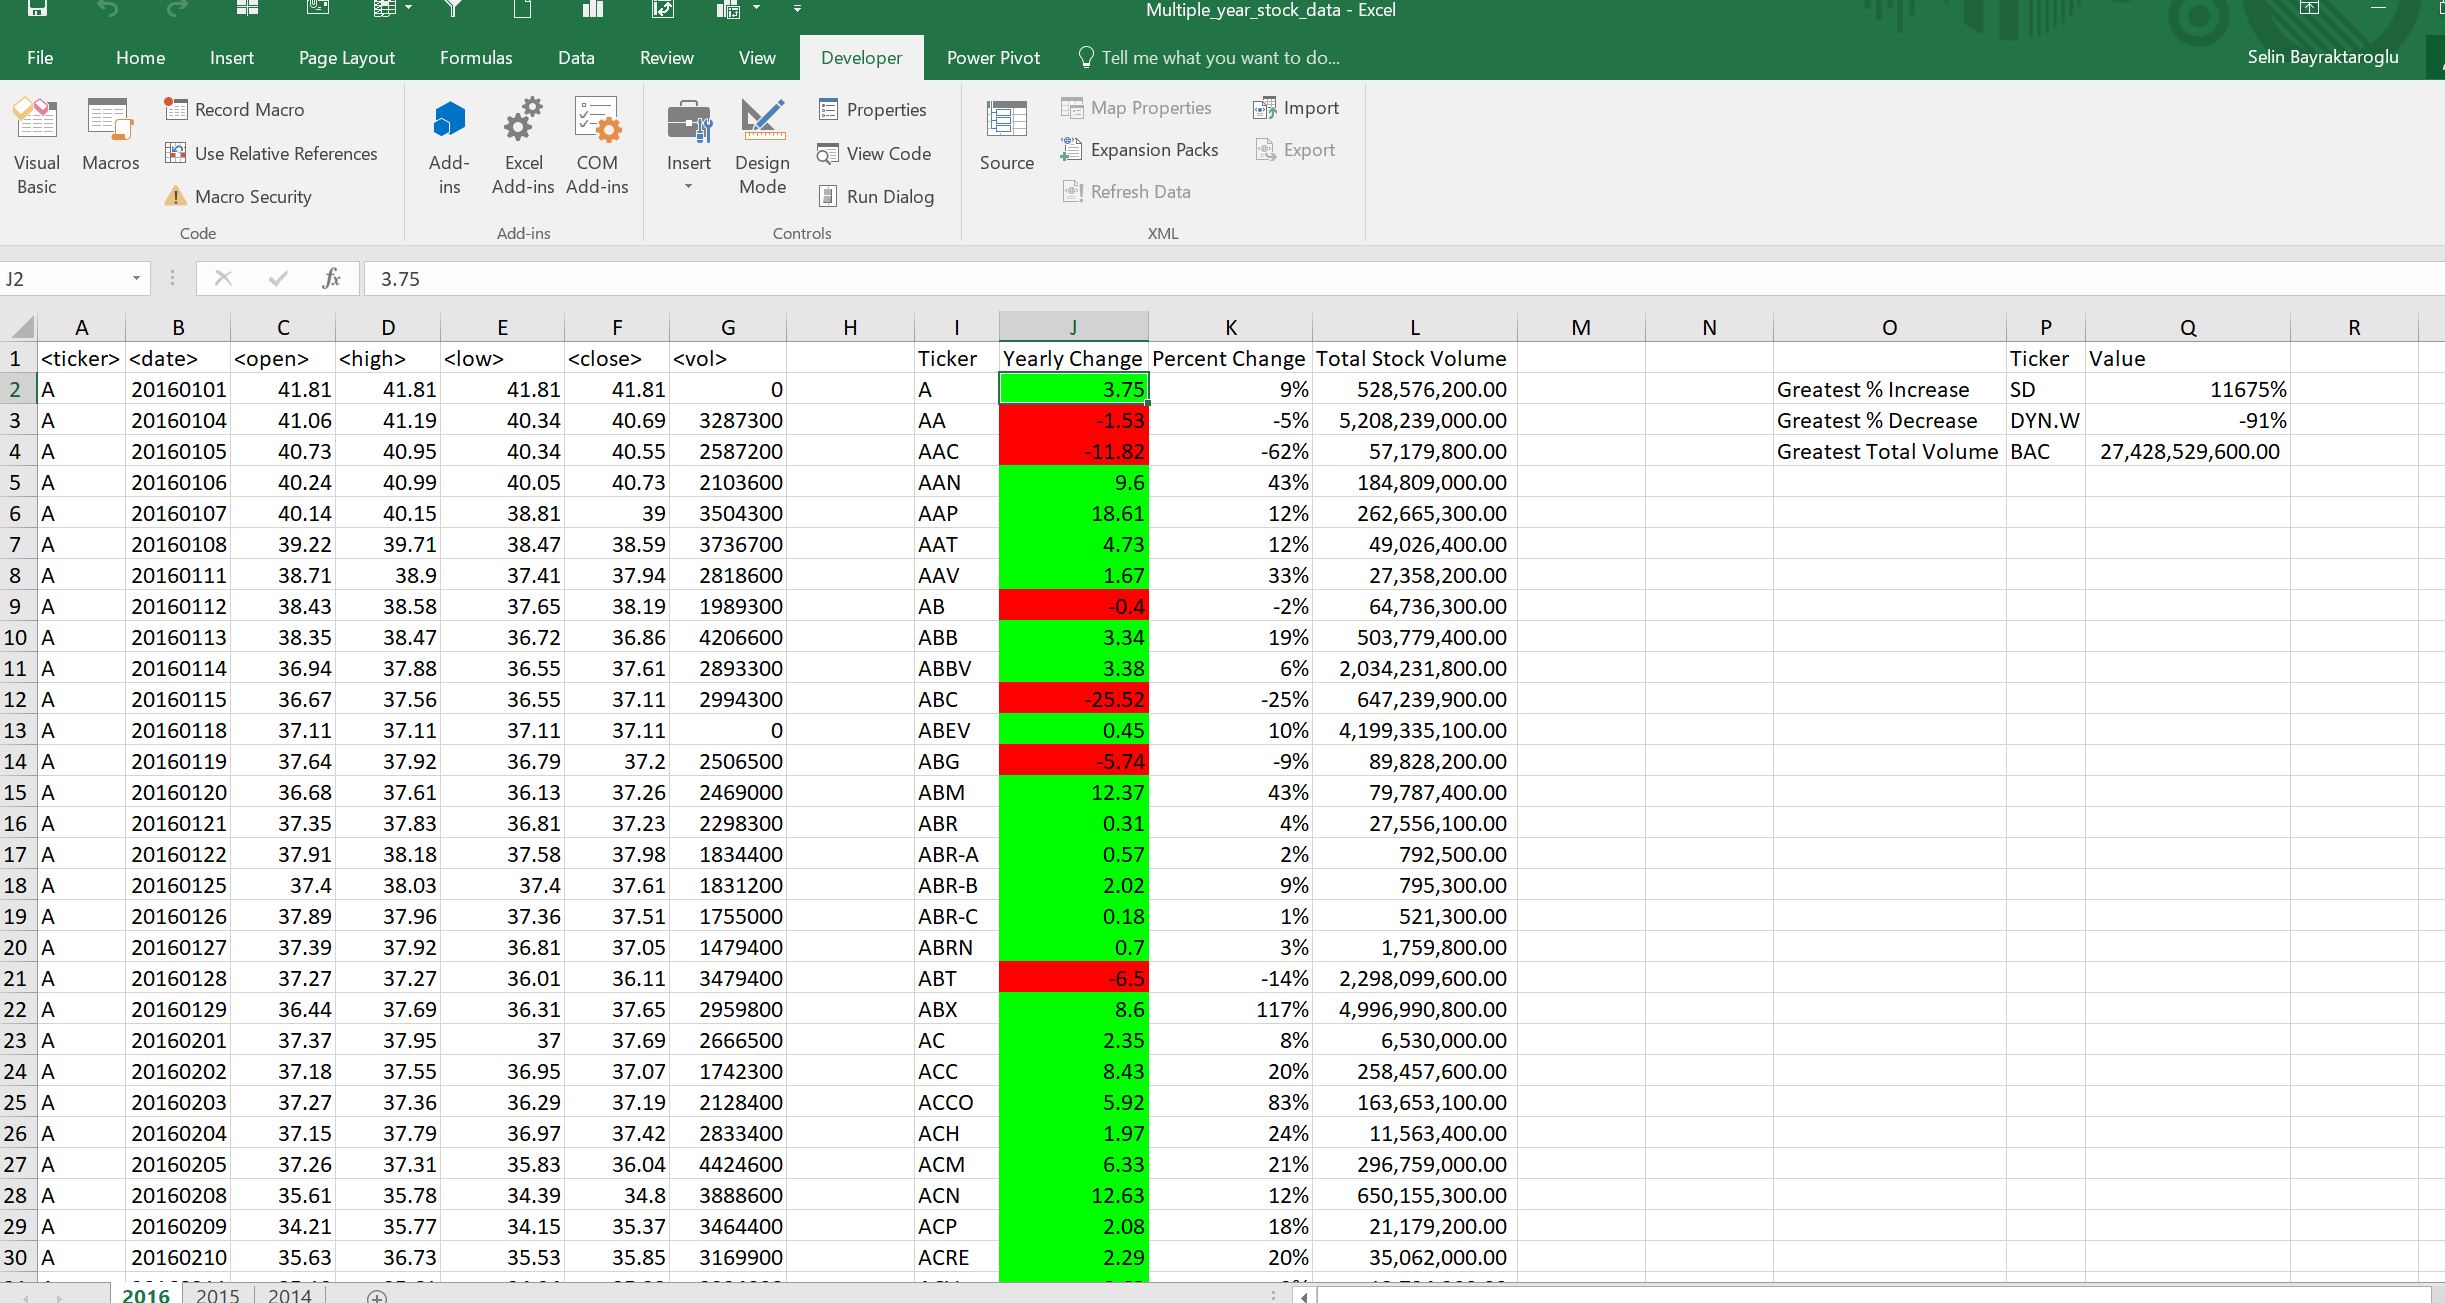 Multiple_year_stock_data - Excel
File Home Insert Page Layout Formulas Data Review View Developer Power Pivot Tell me what you want to do... Selin Bayraktaroglu
Visual Basic
Macros
Record Macro
Use Relative References
Macro Security
Code
Add-ins
Excel Add-ins
COM Add-ins
Add-ins
Insert
Design Mode
Properties
View Code
Run Dialog
Controls
Source
Map Properties
Expansion Packs
Refresh Data
Import
Export
XML
J2 fx 3.75
A B C D E F G H I J K L M N O P Q R
1 <ticker> <date> <open> <high> <low> <close> <vol> Ticker Yearly Change Percent Change Total Stock Volume Ticker Value
2 A 20160101 41.81 41.81 41.81 41.81 0 A 3.75 9% 528,576,200.00 Greatest % Increase SD 11675%
3 A 20160104 41.06 41.19 40.34 40.69 3287300 AA -1.53 -5% 5,208,239,000.00 Greatest % Decrease DYN.W -91%
4 A 20160105 40.73 40.95 40.34 40.55 2587200 AAC -11.82 -62% 57,179,800.00 Greatest Total Volume BAC 27,428,529,600.00
5 A 20160106 40.24 40.99 40.05 40.73 2103600 AAN 9.6 43% 184,809,000.00
6 A 20160107 40.14 40.15 38.81 39 3504300 AAP 18.61 12% 262,665,300.00
7 A 20160108 39.22 39.71 38.47 38.59 3736700 AAT 4.73 12% 49,026,400.00
8 A 20160111 38.71 38.9 37.41 37.94 2818600 AAV 1.67 33% 27,358,200.00
9 A 20160112 38.43 38.58 37.65 38.19 1989300 AB -0.4 -2% 64,736,300.00
10 A 20160113 38.35 38.47 36.72 36.86 4206600 ABB 3.34 19% 503,779,400.00
11 A 20160114 36.94 37.88 36.55 37.61 2893300 ABBV 3.38 6% 2,034,231,800.00
12 A 20160115 36.67 37.56 36.55 37.11 2994300 ABC -25.52 -25% 647,239,900.00
13 A 20160118 37.11 37.11 37.11 37.11 0 ABEV 0.45 10% 4,199,335,100.00
14 A 20160119 37.64 37.92 36.79 37.2 2506500 ABG -5.74 -9% 89,828,200.00
15 A 20160120 36.68 37.61 36.13 37.26 2469000 ABM 12.37 43% 79,787,400.00
16 A 20160121 37.35 37.83 36.81 37.23 2298300 ABR 0.31 4% 27,556,100.00
17 A 20160122 37.91 38.18 37.58 37.98 1834400 ABR-A 0.57 2% 792,500.00
18 A 20160125 37.4 38.03 37.4 37.61 1831200 ABR-B 2.02 9% 795,300.00
19 A 20160126 37.89 37.96 37.36 37.51 1755000 ABR-C 0.18 1% 521,300.00
20 A 20160127 37.39 37.92 36.81 37.05 1479400 ABRN 0.7 3% 1,759,800.00
21 A 20160128 37.27 37.27 36.01 36.11 3479400 ABT -6.5 -14% 2,298,099,600.00
22 A 20160129 36.44 37.69 36.31 37.65 2959800 ABX 8.6 117% 4,996,990,800.00
23 A 20160201 37.37 37.95 37 37.69 2666500 AC 2.35 8% 6,530,000.00
24 A 20160202 37.18 37.55 36.95 37.07 1742300 ACC 8.43 20% 258,457,600.00
25 A 20160203 37.27 37.36 36.29 37.19 2128400 ACCO 5.92 83% 163,653,100.00
26 A 20160204 37.15 37.79 36.97 37.42 2833400 ACH 1.97 24% 11,563,400.00
27 A 20160205 37.26 37.31 35.83 36.04 4424600 ACM 6.33 21% 296,759,000.00
28 A 20160208 35.61 35.78 34.39 34.8 3888600 ACN 12.63 12% 650,155,300.00
29 A 20160209 34.21 35.77 34.15 35.37 3464400 ACP 2.08 18% 21,179,200.00
30 A 20160210 35.63 36.73 35.53 35.85 3169900 ACRE 2.29 20% 35,062,000.00
2016 2015 2014